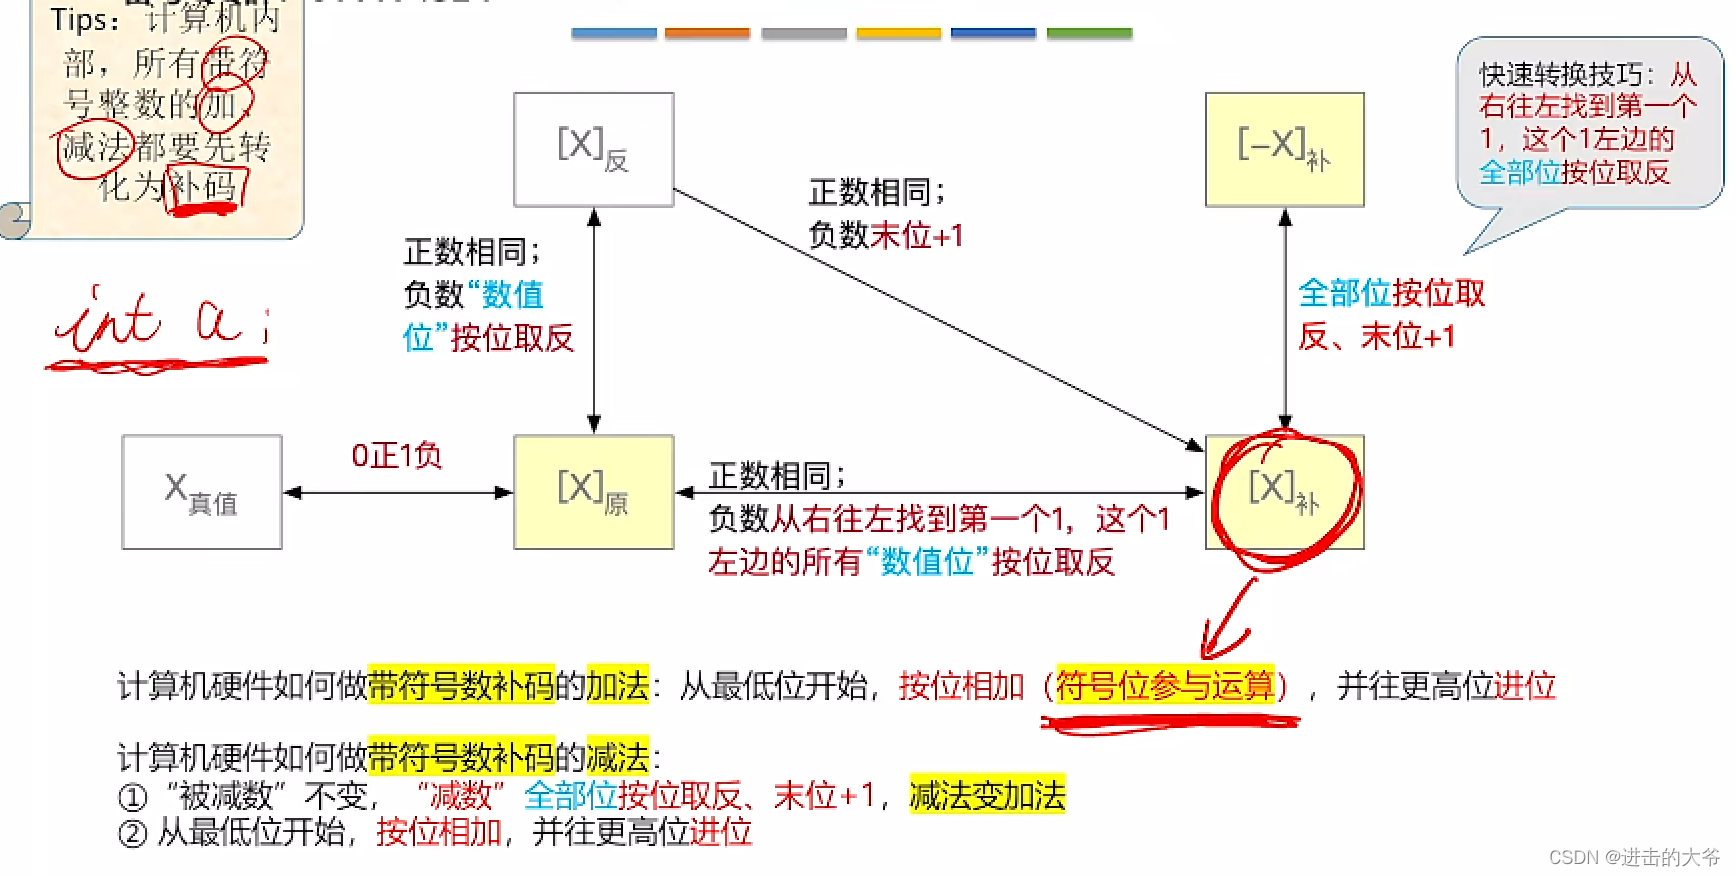 Tips：计算机内
部，所有带符
号整数的加、
减法都要先转
化为补码
int a;
[X]反
[-X]补
快速转换技巧：从
右往左找到第一个
1，这个1左边的
全部位按位取反
正数相同；
负数末位+1
正数相同；
负数“数值
位”按位取反
全部位按位取
反、末位+1
X真值
0正1负
[X]原
正数相同；
负数从右往左找到第一个1，这个1
左边的所有“数值位”按位取反
[X]补
计算机硬件如何做带符号数补码的加法：从最低位开始，按位相加（符号位参与运算），并往更高位进位
计算机硬件如何做带符号数补码的减法：
①“被减数”不变，“减数”全部位按位取反、末位+1，减法变加法
② 从最低位开始，按位相加，并往更高位进位
CSDN @进击的大爷